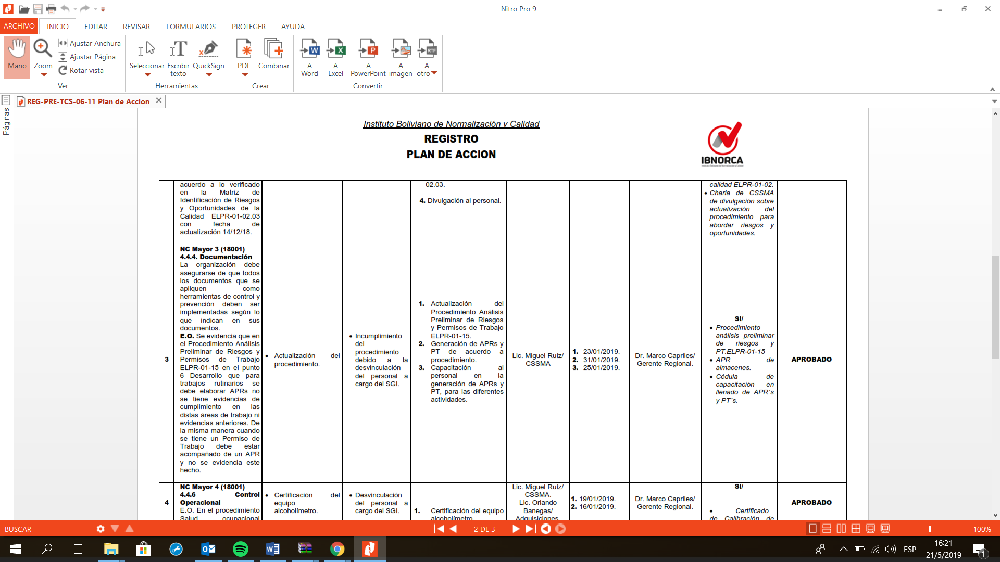 Nitro Pro 9
ARCHIVO INICIO EDITAR REVISAR FORMULARIOS PROTEGER AYUDA
Mano
Zoom
Ajustar Anchura
Ajustar Página
Rotar vista
Ver
Seleccionar
Escribir
texto
QuickSign
Herramientas
PDF
Combinar
Crear
A
Word
A
Excel
A
PowerPoint
A
imagen
A
otro
RTF
Convertir
REG-PRE-TCS-06-11 Plan de Accion
Páginas
Instituto Boliviano de Normalización y Calidad
REGISTRO
PLAN DE ACCION
IBNORCA
Instituto Boliviano de Normalización y Calidad
acuerdo a lo verificado
en la Matriz de
Identificación de Riesgos
y Oportunidades de la
Calidad ELPR-01-02.03
con fecha de
actualización 14/12/18.
02.03.
4. Divulgación al personal.
calidad ELPR-01-02.
• Charla de CSSMA
de divulgación sobre
actualización del
procedimiento para
abordar riesgos y
oportunidades.
3
NC Mayor 3 (18001)
4.4.4. Documentación
La organización debe
asegurarse de que todos
los documentos que se
apliquen como
herramientas de control y
prevención deben ser
implementadas según lo
que indican en sus
documentos.
E.O. Se evidencia que en
el Procedimiento Análisis
Preliminar de Riesgos y
Permisos de Trabajo
ELPR-01-15 en el punto
6 Desarrollo que para
trabajos rutinarios se
debe elaborar APRs no
se tiene evidencias de
cumplimiento en las
distas áreas de trabajo ni
evidencias anteriores. De
la misma manera cuando
se tiene un Permiso de
Trabajo debe estar
acompañado de un APR
y no se evidencia este
hecho.
• Actualización del
procedimiento.
• Incumplimiento
del
procedimiento
debido a la
desvinculación
del personal a
cargo del SGI.
1. Actualización del
Procedimiento Análisis
Preliminar de Riesgos
y Permisos de Trabajo
ELPR-01-15.
2. Generación de APRs y
PT de acuerdo a
procedimiento.
3. Capacitación al
personal en la
generación de APRs y
PT, para las diferentes
actividades.
Lic. Miguel Ruíz/
CSSMA
1. 23/01/2019.
2. 31/01/2019.
3. 25/01/2019.
Dr. Marco Capriles/
Gerente Regional.
SI/
• Procedimiento
análisis preliminar
de riesgos y
PT.ELPR-01-15
• APR de
almacenes.
• Cédula de
capacitación en
llenado de APR´s
y PT´s.
APROBADO
4
NC Mayor 4 (18001)
4.4.6 Control
Operacional
E.O. En el procedimiento
Salud ocupacional
• Certificación del
equipo
alcoholímetro.
• Desvinculación
del personal a
cargo del SGI.
1. Certificación del equipo
alcoholímetro.
Lic. Miguel Ruíz/
CSSMA.
Lic. Orlando
Banegas/
Adquisiciones.
1. 19/01/2019.
2. 16/01/2019.
Dr. Marco Capriles/
Gerente Regional.
SI/
• Certificado
de Calibración de
APROBADO
BUSCAR
2 DE 3
100%
ESP
16:21
21/5/2019
1